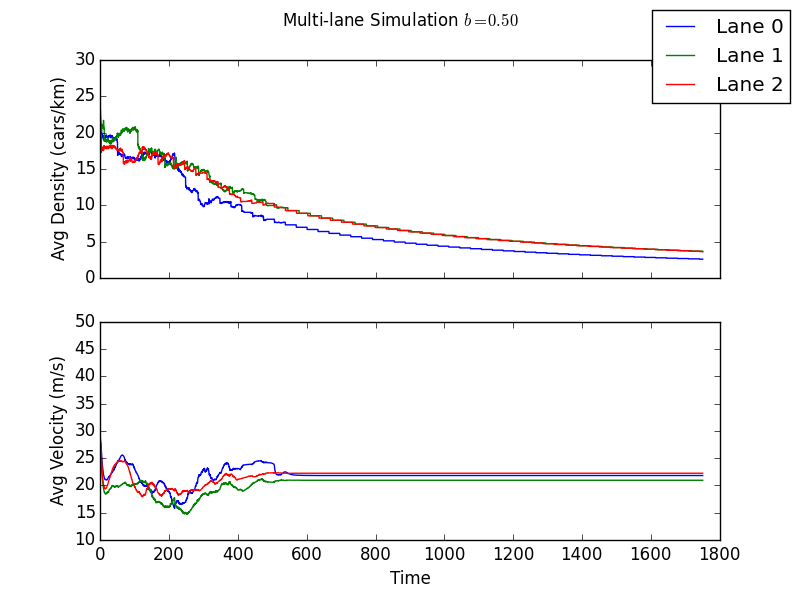 Multi-lane Simulation b=0.50
Lane 0
Lane 1
Lane 2
Avg Density (cars/km)
30
25
20
15
10
5
0
Avg Velocity (m/s)
50
45
40
35
30
25
20
15
10
0 200 400 600 800 1000 1200 1400 1600 1800
Time